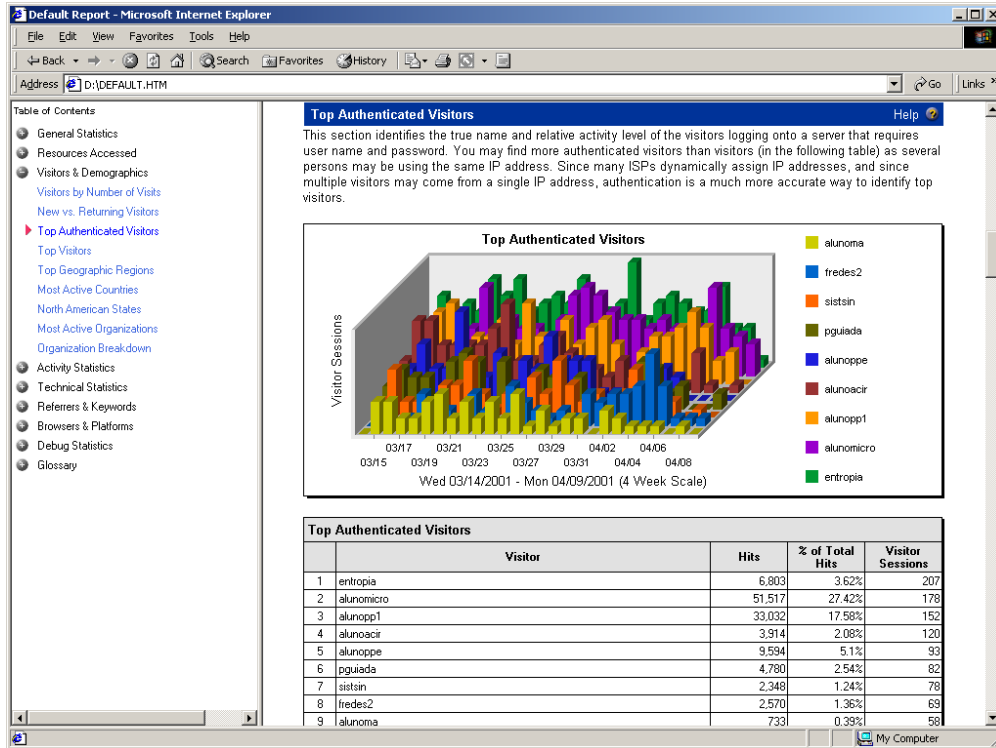 Default Report - Microsoft Internet Explorer
File Edit View Favorites Tools Help
Back Search Favorites History
Address D:\DEFAULT.HTM Go Links »
Table of Contents
General Statistics
Resources Accessed
Visitors & Demographics
Visitors by Number of Visits
New vs. Returning Visitors
Top Authenticated Visitors
Top Visitors
Top Geographic Regions
Most Active Countries
North American States
Most Active Organizations
Organization Breakdown
Activity Statistics
Technical Statistics
Referrers & Keywords
Browsers & Platforms
Debug Statistics
Glossary
Top Authenticated Visitors Help ?
This section identifies the true name and relative activity level of the visitors logging onto a server that requires
user name and password. You may find more authenticated visitors than visitors (in the following table) as several
persons may be using the same IP address. Since many ISPs dynamically assign IP addresses, and since
multiple visitors may come from a single IP address, authentication is a much more accurate way to identify top
visitors.
Top Authenticated Visitors
Visitor Sessions
03/17 03/21 03/25 03/29 04/02 04/06
03/15 03/19 03/23 03/27 03/31 04/04 04/08
Wed 03/14/2001 - Mon 04/09/2001 (4 Week Scale)
alunoma
fredes2
sistsin
pguiada
alunoppe
alunoacir
alunopp1
alunomicro
entropia
Top Authenticated Visitors
Visitor Hits % of Total Hits Visitor Sessions
1 entropia 6,803 3.62% 207
2 alunomicro 51,517 27.42% 178
3 alunopp1 33,032 17.58% 152
4 alunoacir 3,914 2.08% 120
5 alunoppe 9,594 5.1% 93
6 pguiada 4,780 2.54% 82
7 sistsin 2,348 1.24% 78
8 fredes2 2,570 1.36% 69
9 alunoma 733 0.39% 58
My Computer